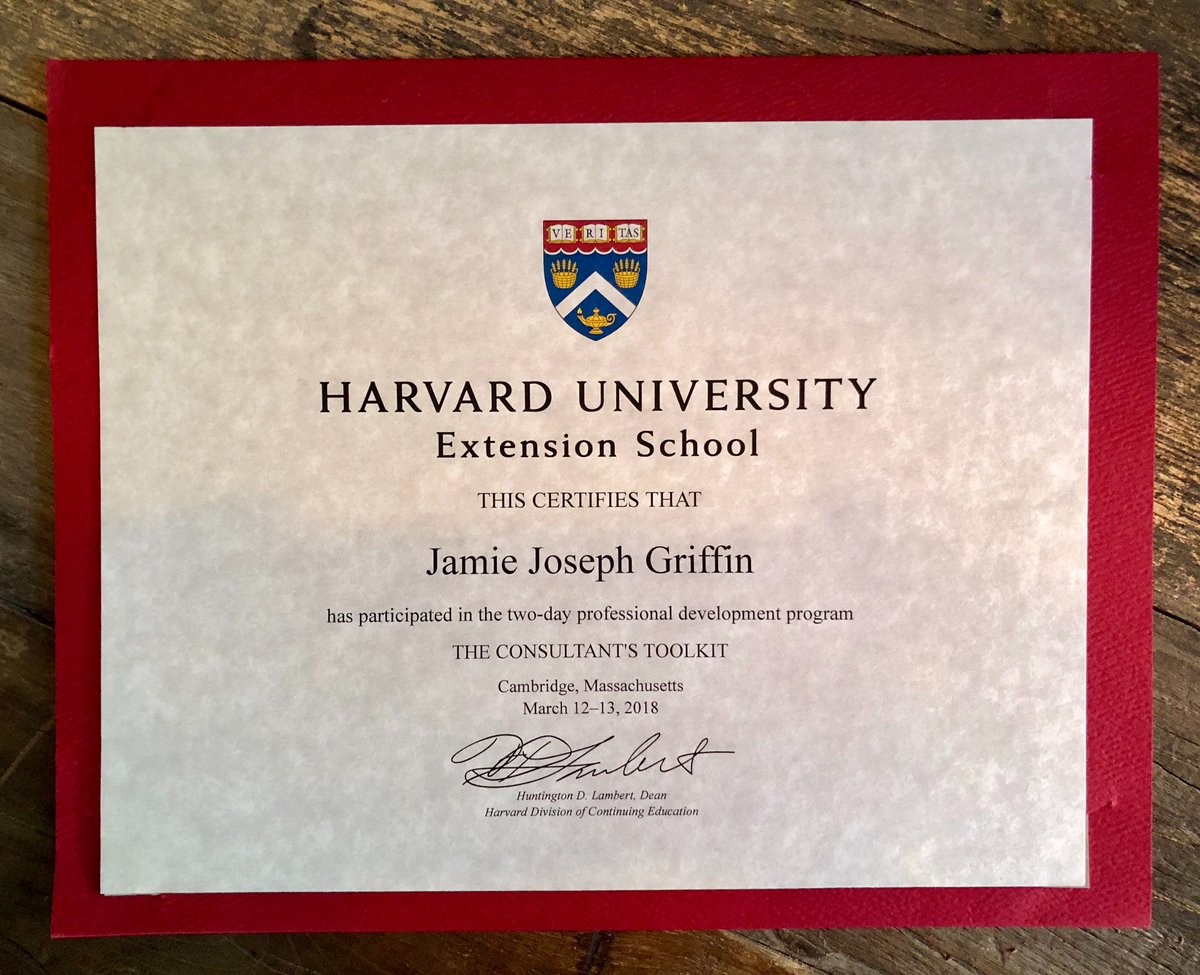 VE RI TAS
HARVARD UNIVERSITY
Extension School
THIS CERTIFIES THAT
Jamie Joseph Griffin
has participated in the two-day professional development program
THE CONSULTANT'S TOOLKIT
Cambridge, Massachusetts
March 12–13, 2018
Huntington D. Lambert, Dean
Harvard Division of Continuing Education